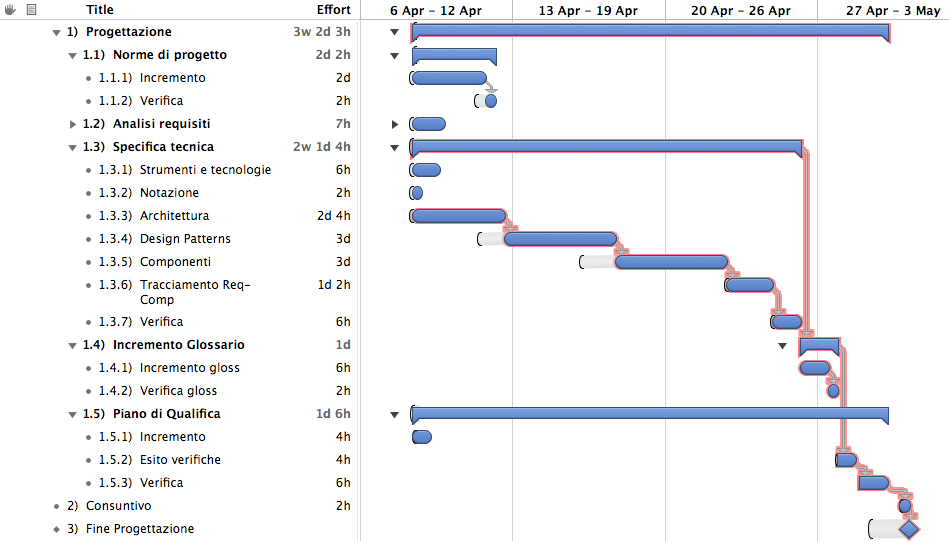 Title Effort 6 Apr – 12 Apr 13 Apr – 19 Apr 20 Apr – 26 Apr 27 Apr – 3 May
1) Progettazione 3w 2d 3h
1.1) Norme di progetto 2d 2h
1.1.1) Incremento 2d
1.1.2) Verifica 2h
1.2) Analisi requisiti 7h
1.3) Specifica tecnica 2w 1d 4h
1.3.1) Strumenti e tecnologie 6h
1.3.2) Notazione 2h
1.3.3) Architettura 2d 4h
1.3.4) Design Patterns 3d
1.3.5) Componenti 3d
1.3.6) Tracciamento Req- 1d 2h
Comp
1.3.7) Verifica 6h
1.4) Incremento Glossario 1d
1.4.1) Incremento gloss 6h
1.4.2) Verifica gloss 2h
1.5) Piano di Qualifica 1d 6h
1.5.1) Incremento 4h
1.5.2) Esito verifiche 4h
1.5.3) Verifica 6h
2) Consuntivo 2h
3) Fine Progettazione